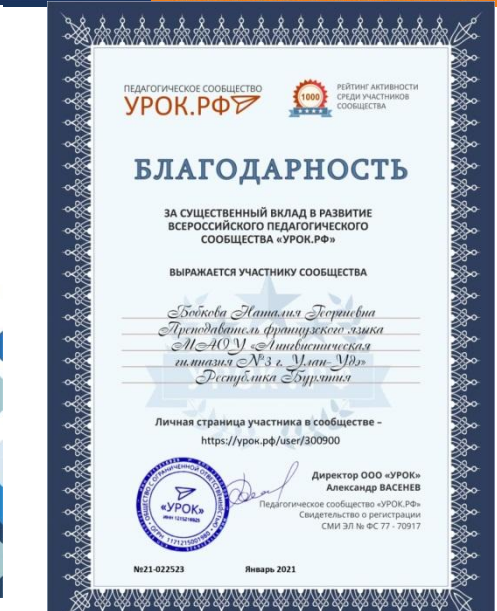 ПЕДАГОГИЧЕСКОЕ СООБЩЕСТВО
УРОК.РФ
1000
РЕЙТИНГ АКТИВНОСТИ
СРЕДИ УЧАСТНИКОВ
СООБЩЕСТВА
БЛАГОДАРНОСТЬ
ЗА СУЩЕСТВЕННЫЙ ВКЛАД В РАЗВИТИЕ
ВСЕРОССИЙСКОГО ПЕДАГОГИЧЕСКОГО
СООБЩЕСТВА «УРОК.РФ»
ВЫРАЖАЕТСЯ УЧАСТНИКУ СООБЩЕСТВА
Бобкова Наталия Георгиевна
Преподаватель французского языка
МАОУ «Лингвистическая
гимназия №3 г. Улан-Удэ»
Республика Бурятия
Личная страница участника в сообществе –
https://урок.рф/user/300900
ОБЩЕСТВО С ОГРАНИЧЕННОЙ ОТВЕТСТВЕННОСТЬЮ
«УРОК»
Директор ООО «УРОК»
Александр ВАСЕНЕВ
Педагогическое сообщество «УРОК.РФ»
Свидетельство о регистрации
СМИ ЭЛ № ФС 77 - 70917
№21-022523 Январь 2021